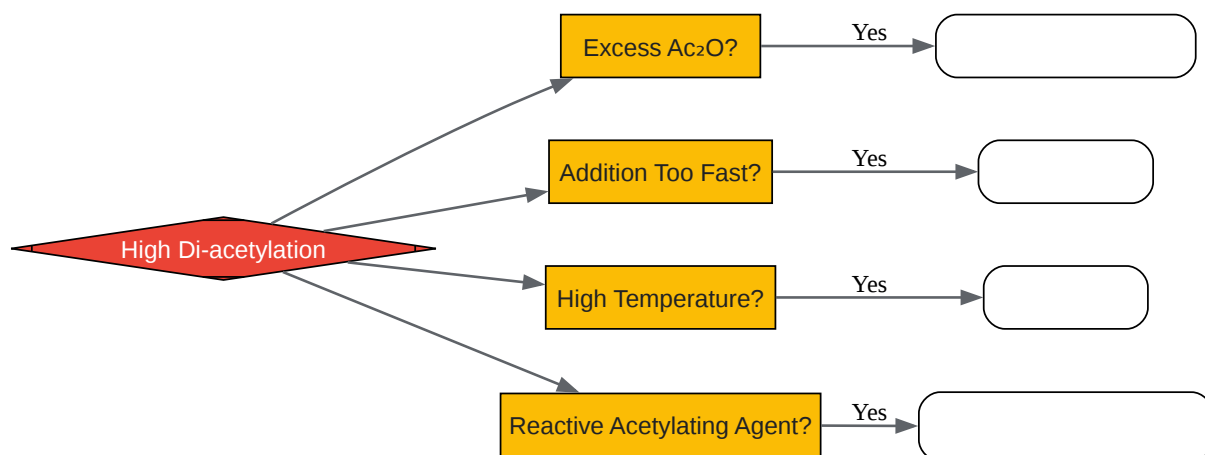 Excess Ac₂O?
Yes
Addition Too Fast?
Yes
High Di-acetylation
High Temperature?
Yes
Reactive Acetylating Agent?
Yes